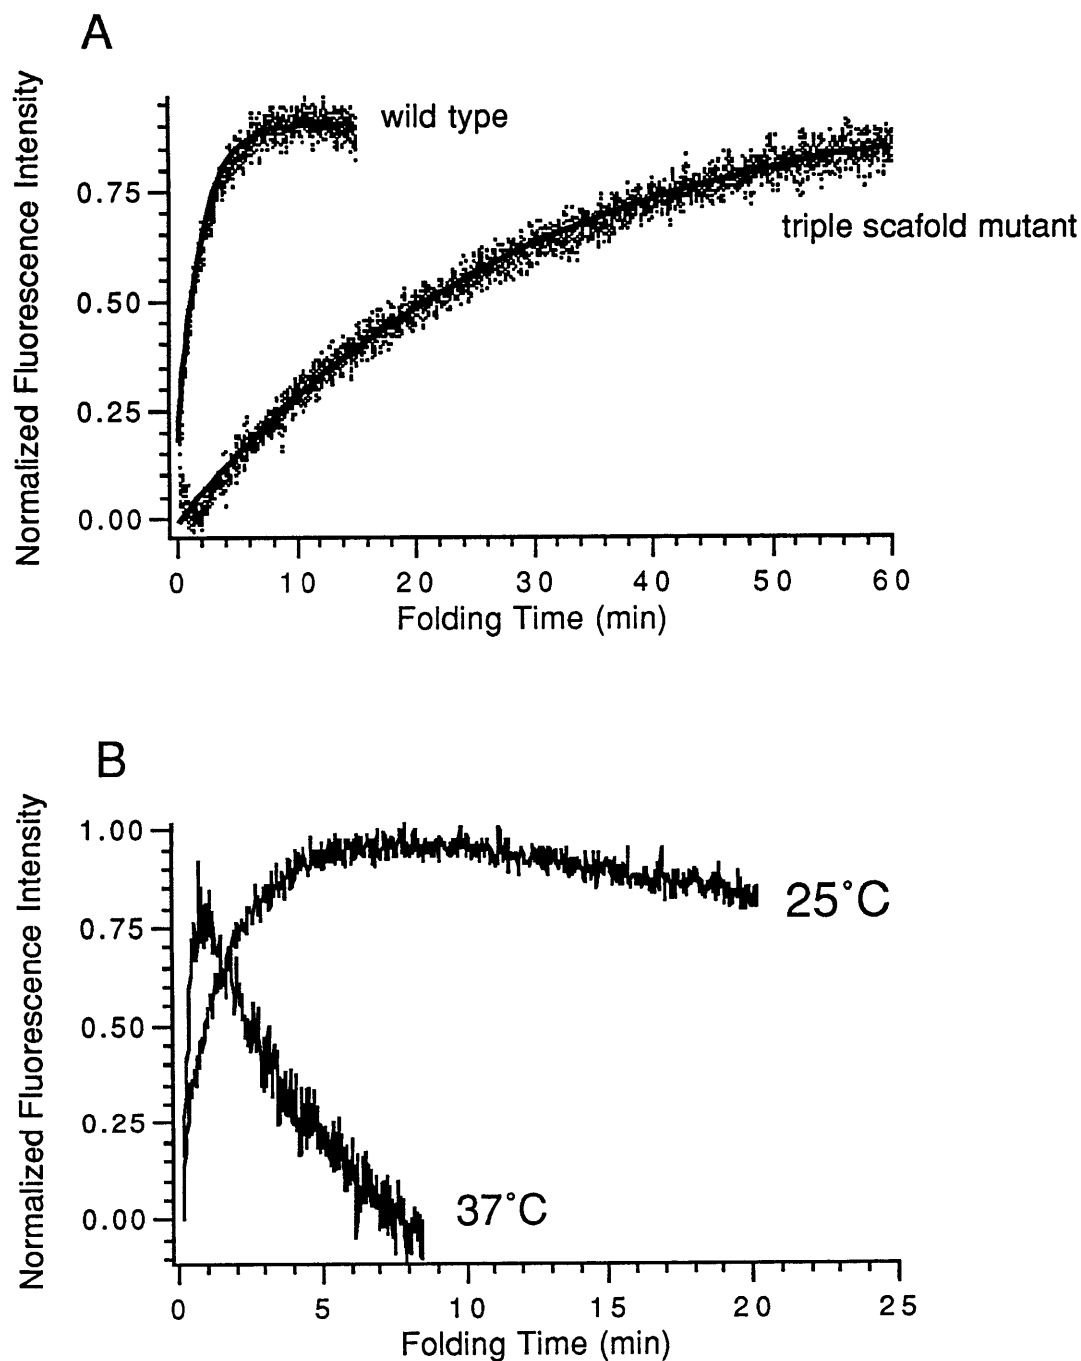 A
Normalized Fluorescence Intensity
0.75
0.50
0.25
0.00
wild type
triple scafold mutant
0 10 20 30 40 50 60
Folding Time (min)
B
Normalized Fluorescence Intensity
1.00
0.75
0.50
0.25
0.00
25°C
37°C
0 5 10 15 20 25
Folding Time (min)